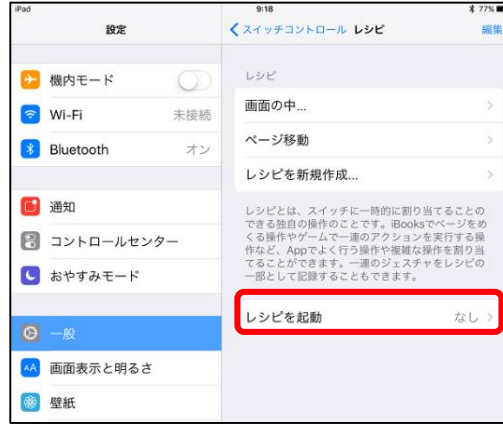 iPad
9:18
77%
設定
スイッチコントロール レシピ
編集
機内モード
Wi-Fi 未接続
Bluetooth オン
通知
コントロールセンター
おやすみモード
一般
画面表示と明るさ
壁紙
レシピ
画面の中...
ページ移動
レシピを新規作成...
レシピとは、スイッチに一時的に割り当てることの
できる独自の操作のことです。iBooksでページをめ
くる操作やゲームで一連のアクションを実行する操
作など、Appでよく行う操作や複雑な操作を割り当
てることができます。一連のジェスチャをレシピの
一部として記録することもできます。
レシピを起動 なし